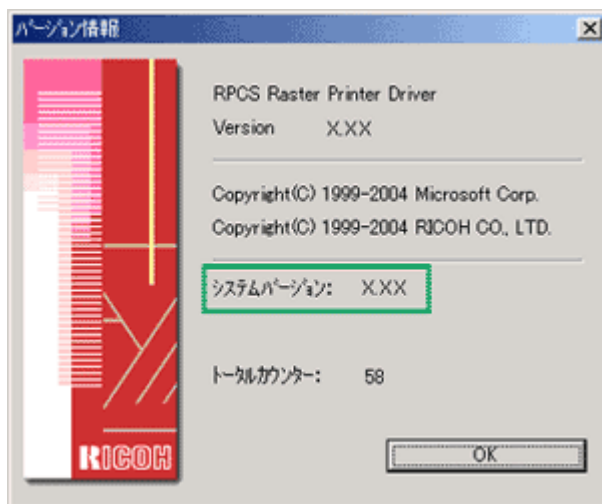 ﾊﾞｰｼﾞｮﾝ情報
RPCS Raster Printer Driver
Version X.XX
Copyright(C) 1999-2004 Microsoft Corp.
Copyright(C) 1999-2004 RICOH CO., LTD.
ｼｽﾃﾑﾊﾞｰｼﾞｮﾝ: X.XX
ﾄｰﾀﾙｶｳﾝﾀｰ: 58
RICOH
OK